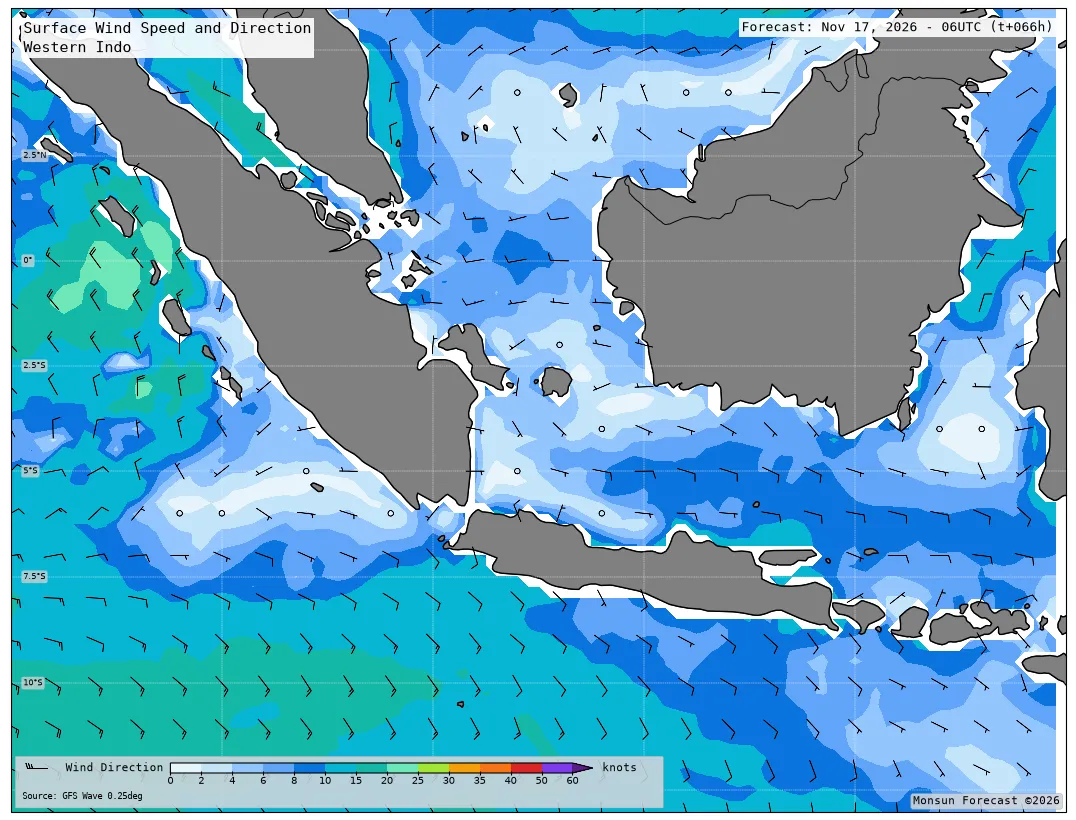 Surface Wind Speed and Direction
Western Indo
Forecast: Nov 17, 2026 - 06UTC (t+066h)
2.5°N
0°
2.5°S
5°S
7.5°S
10°S
Wind Direction
0 2 4 6 8 10 15 20 25 30 35 40 50 60
knots
Source: GFS Wave 0.25deg
Monsun Forecast ©2026